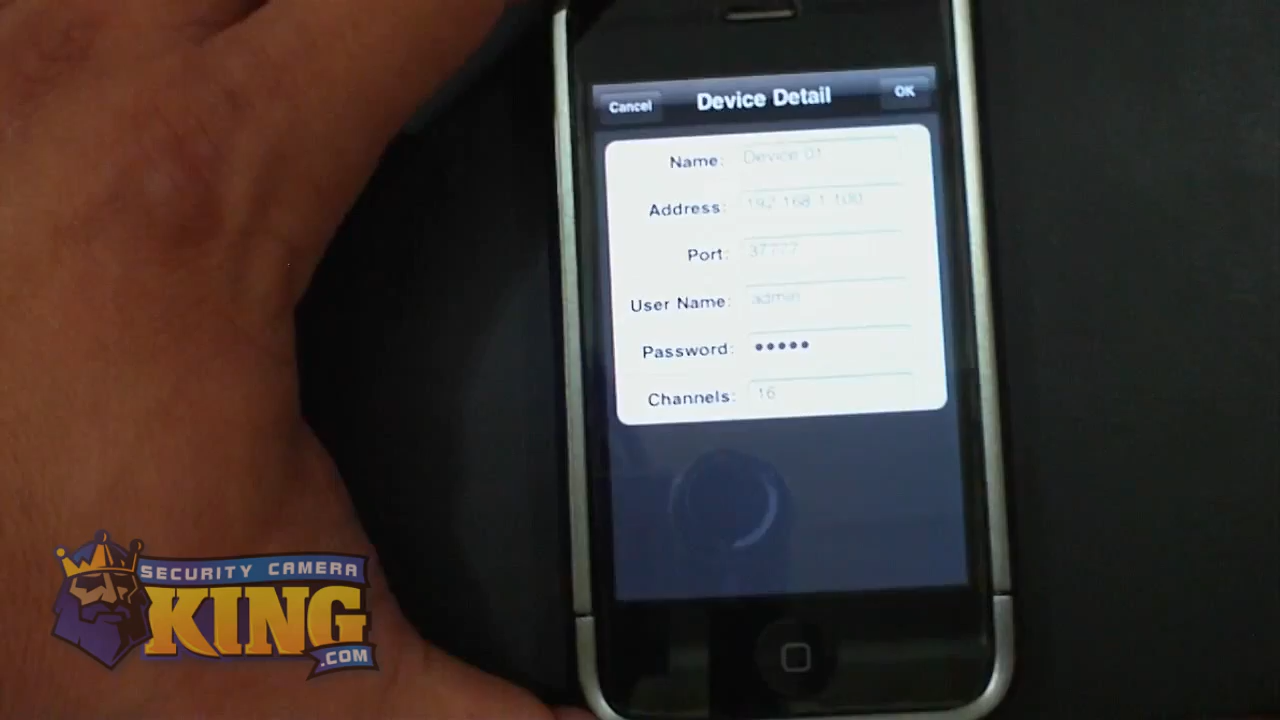 Cancel Device Detail OK
Name: Device 01
Address: 192.168.1.100
Port: 37777
User Name: admin
Password: •••••
Channels: 16
SECURITY CAMERA
KING
.COM